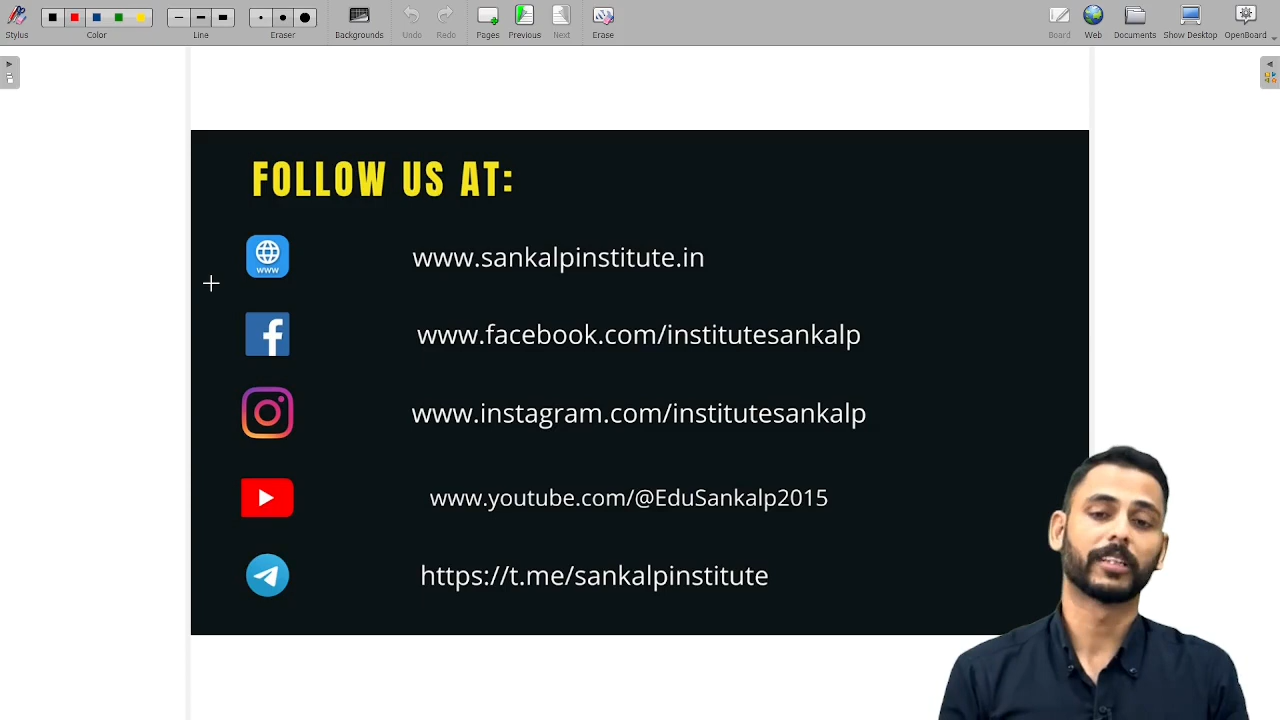 Stylus
Color
Line
Eraser
Backgrounds
Undo
Redo
Pages
Previous
Next
Erase
Board
Web
Documents
Show Desktop
OpenBoard
FOLLOW US AT:
www
www.sankalpinstitute.in
www.facebook.com/institutesankalp
www.instagram.com/institutesankalp
www.youtube.com/@EduSankalp2015
https://t.me/sankalpinstitute